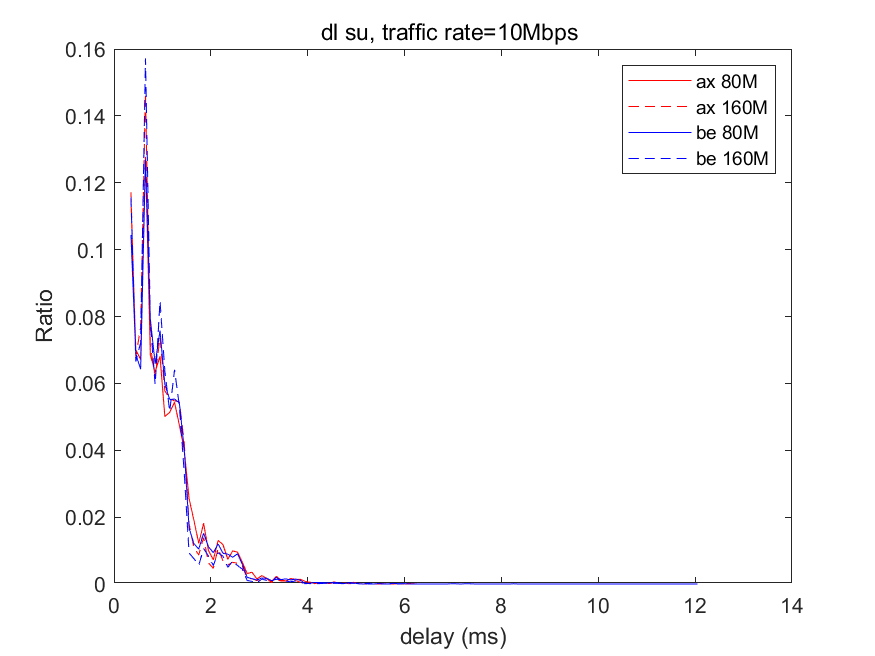 dl su, traffic rate=10Mbps
ax 80M
ax 160M
be 80M
be 160M
0.16
0.14
0.12
0.1
0.08
0.06
0.04
0.02
0
Ratio
0 2 4 6 8 10 12 14
delay (ms)